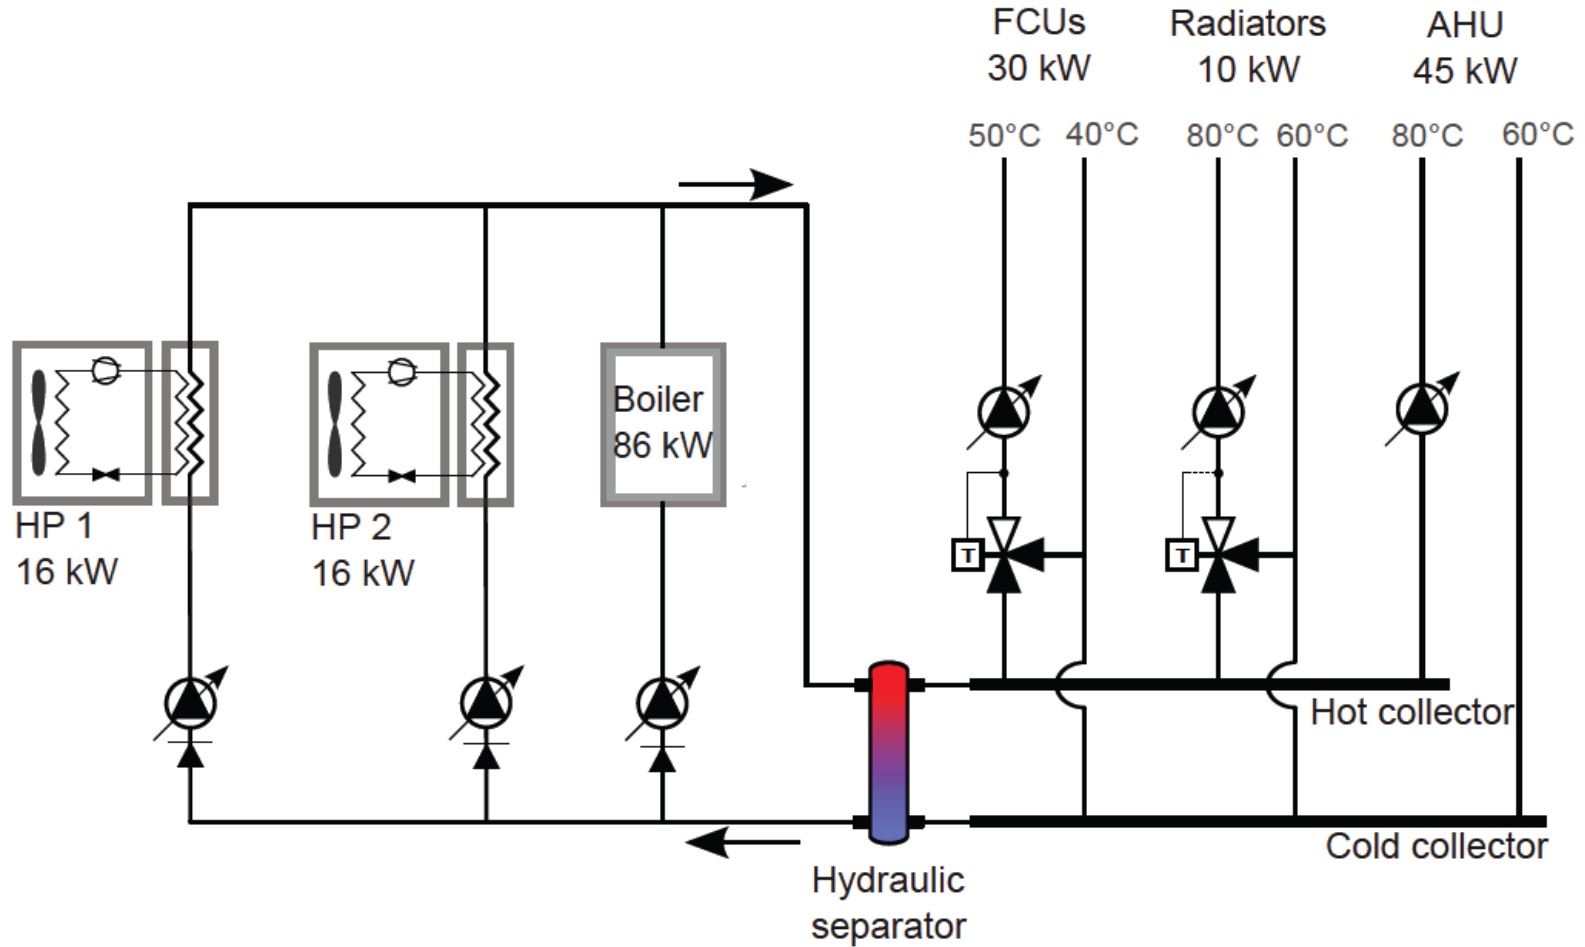 FCUs
30 kW
Radiators
10 kW
AHU
45 kW
50°C
40°C
80°C
60°C
80°C
60°C
Boiler
86 kW
HP 1
16 kW
HP 2
16 kW
T
T
Hot collector
Cold collector
Hydraulic
separator